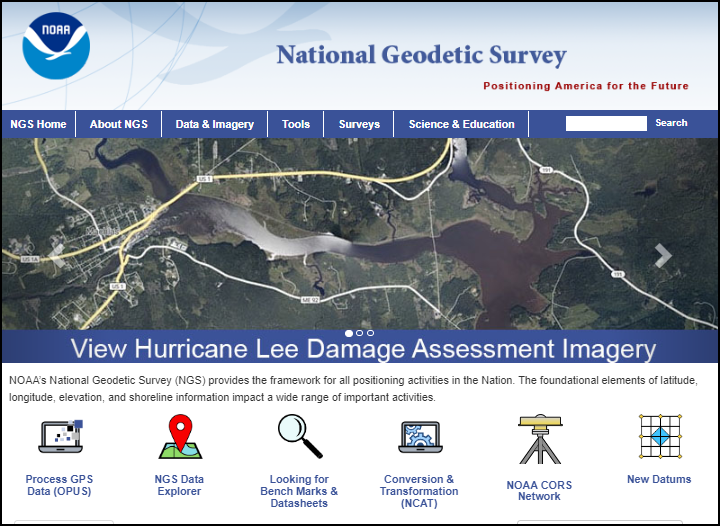 NOAA
National Geodetic Survey
Positioning America for the Future
NGS Home About NGS Data & Imagery Tools Surveys Science & Education Search
US 1
191
US 1A
US 1
ME 92
191
View Hurricane Lee Damage Assessment Imagery
NOAA's National Geodetic Survey (NGS) provides the framework for all positioning activities in the Nation. The foundational elements of latitude,
longitude, elevation, and shoreline information impact a wide range of important activities.
Process GPS
Data (OPUS)
NGS Data
Explorer
Looking for
Bench Marks &
Datasheets
Conversion &
Transformation
(NCAT)
NOAA CORS
Network
New Datums